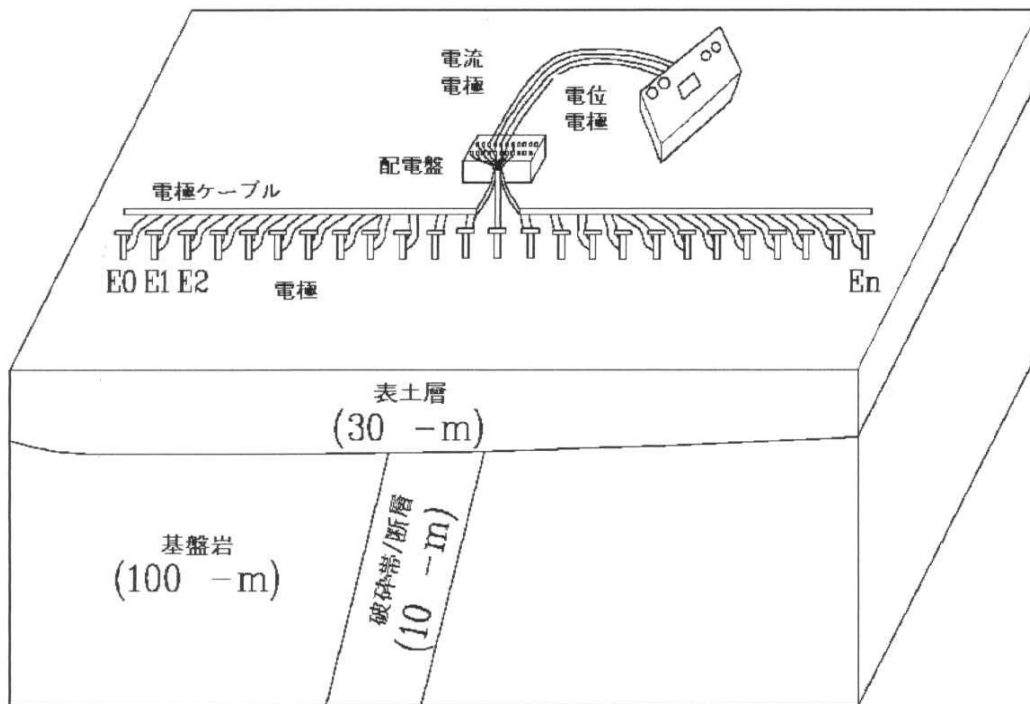 電流
電極
電位
電極
配電盤
電極ケーブル
E0 E1 E2
電極
En
表土層
(30 -m)
基盤岩
(100 -m)
破砕帯/断層
(10 -m)